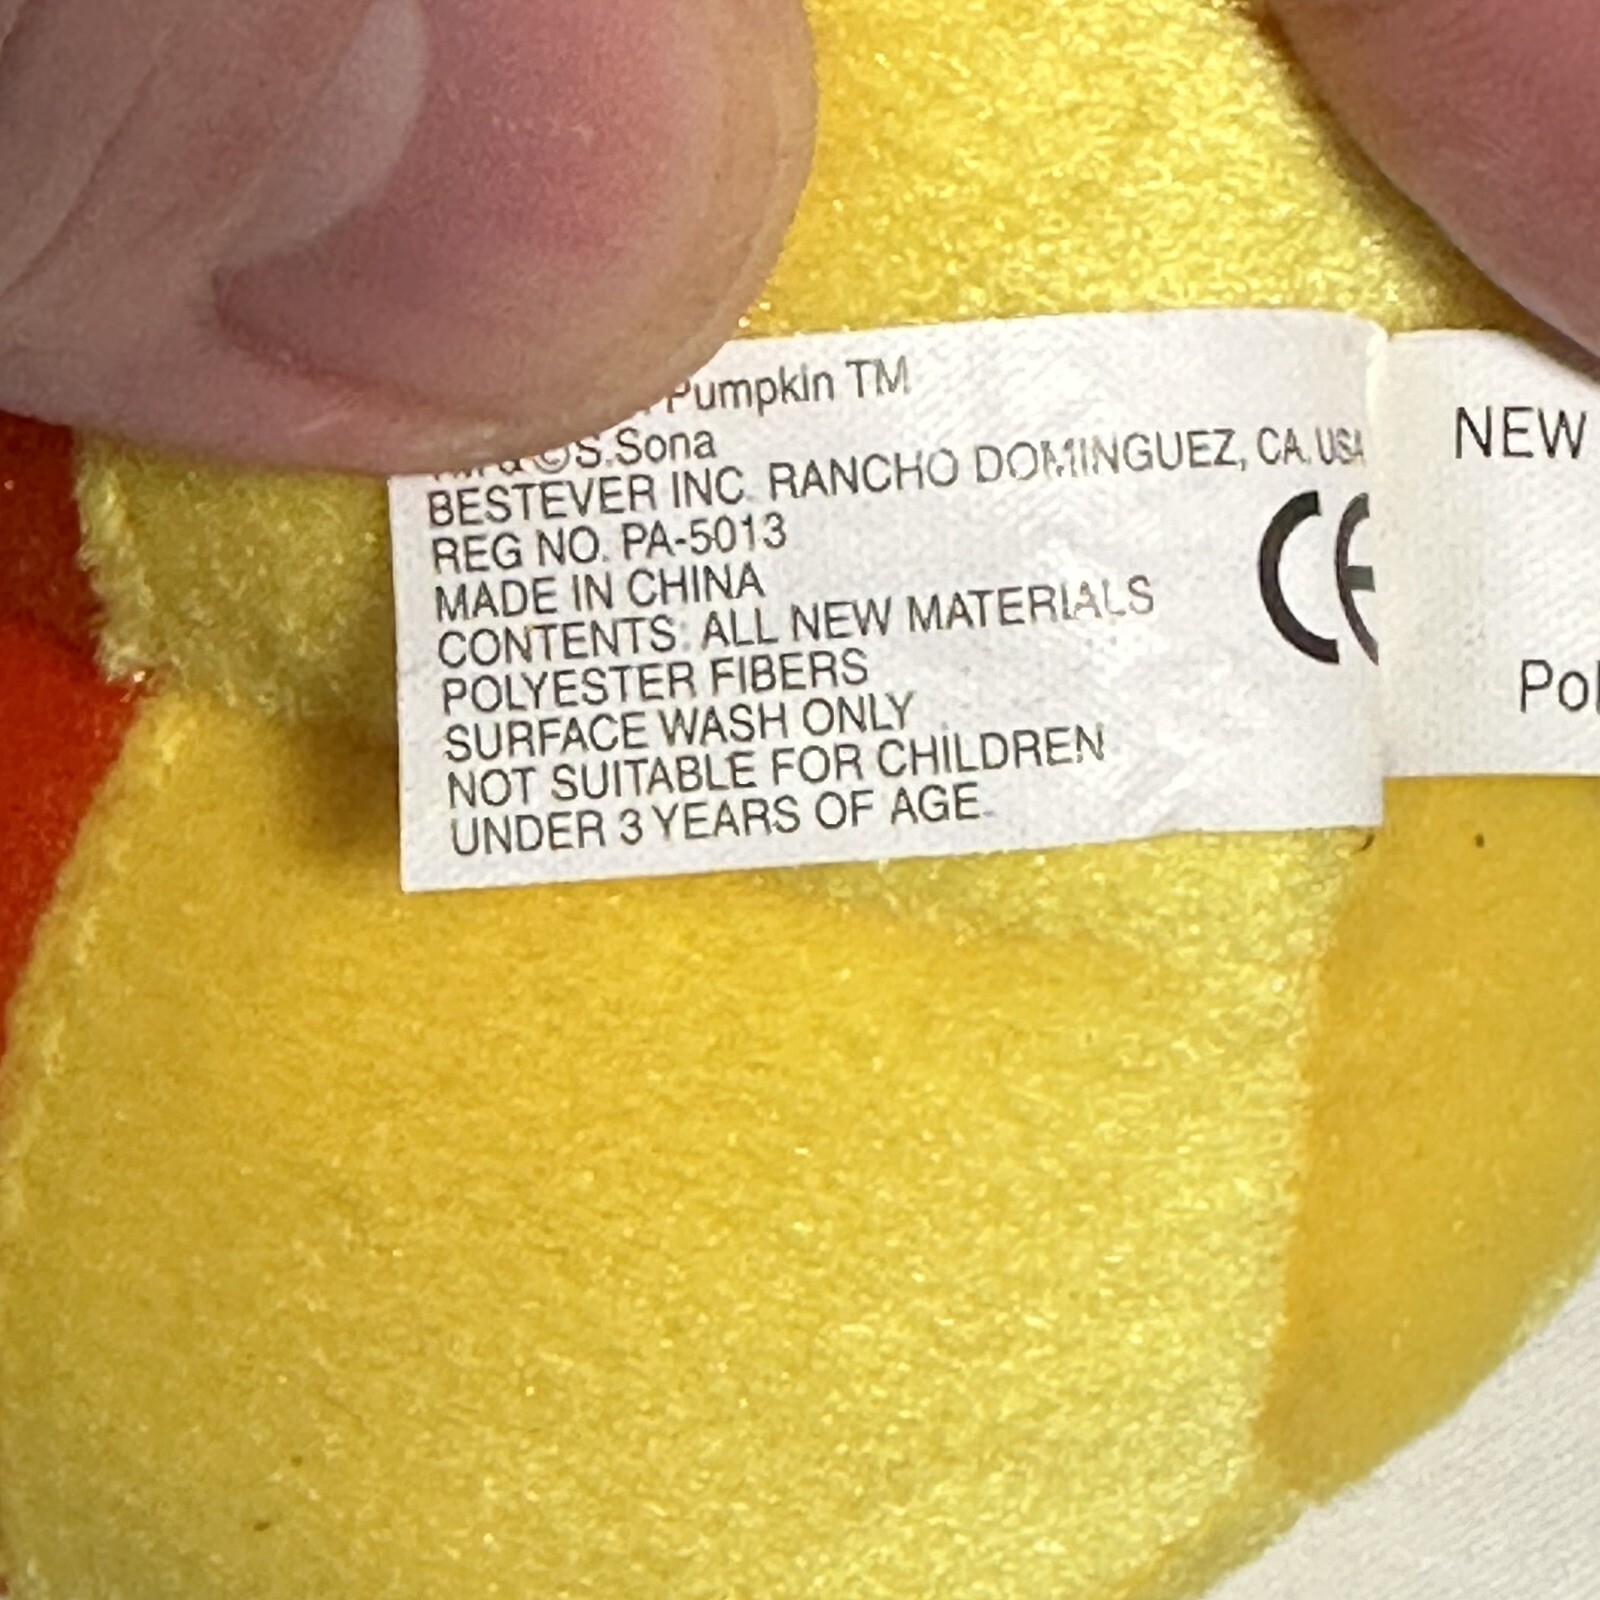 Pumpkin TM
©S.Sona
BESTEVER INC. RANCHO DOMINGUEZ, CA. USA
REG NO. PA-5013
MADE IN CHINA
CONTENTS: ALL NEW MATERIALS
POLYESTER FIBERS
SURFACE WASH ONLY
NOT SUITABLE FOR CHILDREN
UNDER 3 YEARS OF AGE.
CE
NEW
Pol